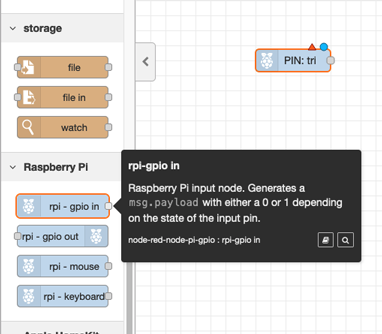 storage
file
file in
watch
Raspberry Pi
rpi - gpio in
rpi - gpio out
rpi - mouse
rpi - keyboard
PIN: tri
rpi-gpio in
Raspberry Pi input node. Generates a
msg.payload with either a 0 or 1 depending
on the state of the input pin.
node-red-node-pi-gpio : rpi-gpio in